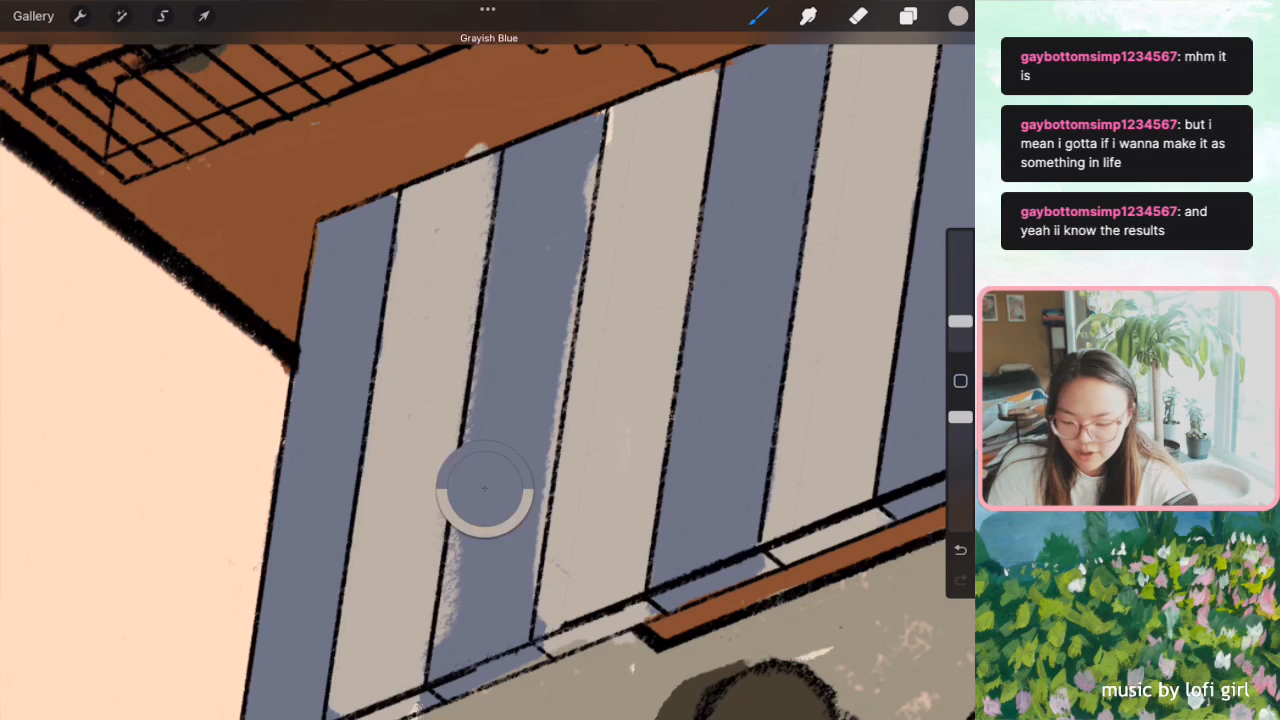 Gallery
Grayish Blue
gaybottomsimp1234567: mhm it
is
gaybottomsimp1234567: but i
mean i gotta if i wanna make it as
something in life
gaybottomsimp1234567: and
yeah ii know the results
music by lofi girl